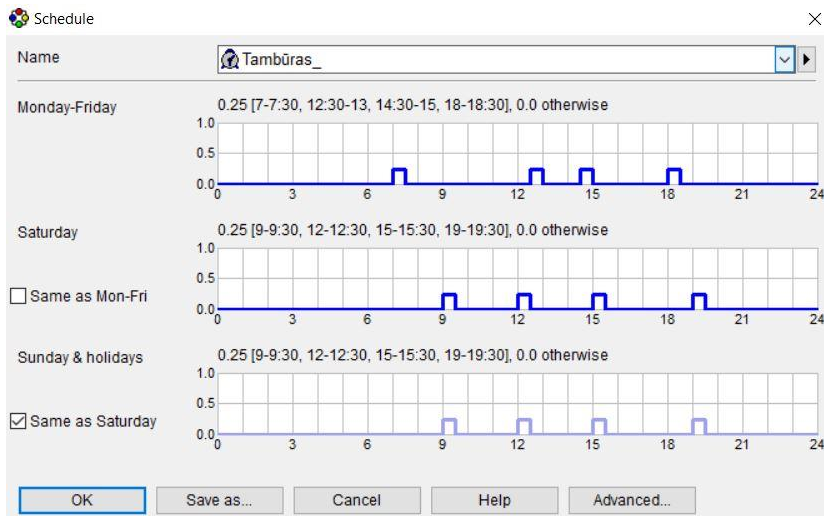 Schedule
Name
Tambūras_
Monday-Friday
0.25 [7-7:30, 12:30-13, 14:30-15, 18-18:30], 0.0 otherwise
1.0
0.5
0.0
0 3 6 9 12 15 18 21 24
Saturday
0.25 [9-9:30, 12-12:30, 15-15:30, 19-19:30], 0.0 otherwise
1.0
0.5
Same as Mon-Fri
0.0
0 3 6 9 12 15 18 21 24
Sunday & holidays
0.25 [9-9:30, 12-12:30, 15-15:30, 19-19:30], 0.0 otherwise
1.0
0.5
Same as Saturday
0.0
0 3 6 9 12 15 18 21 24
OK Save as... Cancel Help Advanced...